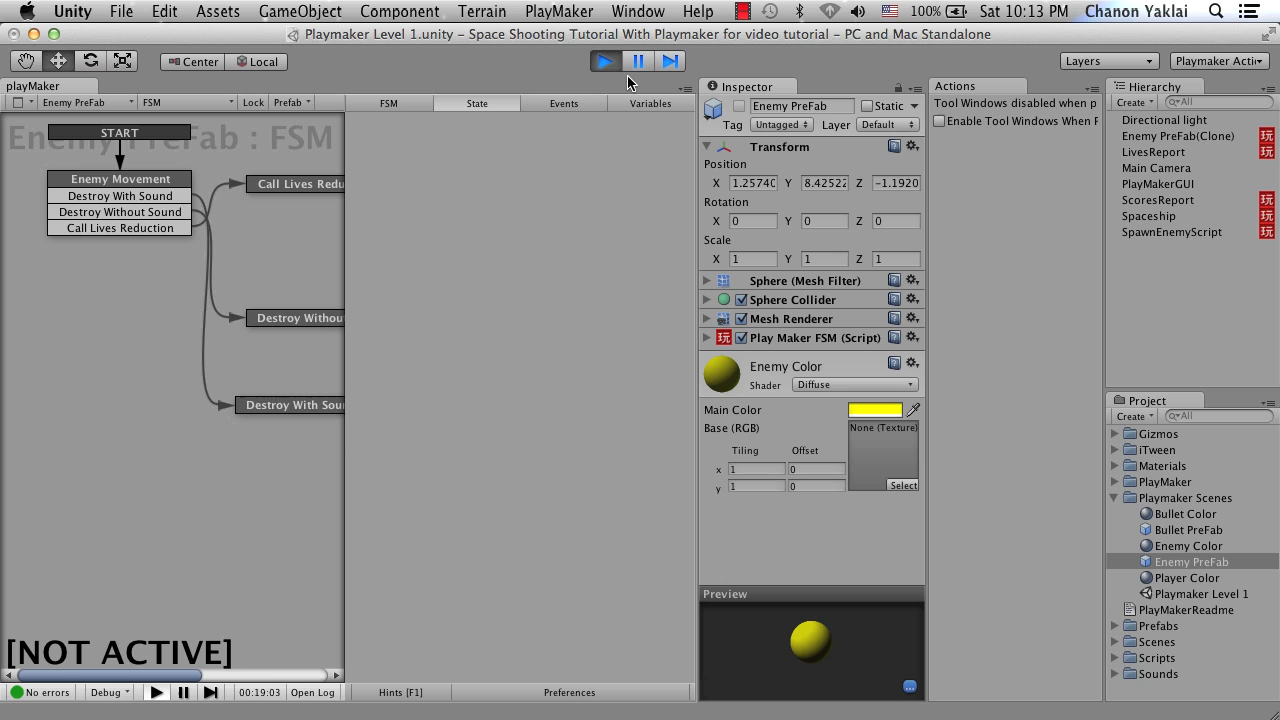 Unity File Edit Assets GameObject Component Terrain PlayMaker Window Help 100% Sat 10:13 PM Chanon Yaklai
Playmaker Level 1.unity – Space Shooting Tutorial With Playmaker for video tutorial – PC and Mac Standalone
Center Local Layers
playMaker
Enemy PreFab FSM Lock Prefab
FSM State Events Variables
Enemy PreFab : FSM
START
Enemy Movement
Destroy With Sound
Destroy Without Sound
Call Lives Reduction
Call Lives Redu
Destroy Withou
Destroy With Sou
[NOT ACTIVE]
No errors Debug 00:19:03 Open Log Hints [F1] Preferences
Inspector
Enemy PreFab Static
Tag Untagged Layer Default
Transform
Position
X 1.2574 Y 8.4252 Z -1.1920
Rotation
X 0 Y 0 Z 0
Scale
X 1 Y 1 Z 1
Sphere (Mesh Filter)
Sphere Collider
Mesh Renderer
玩 Play Maker FSM (Script)
Enemy Color
Shader Diffuse
Main Color
Base (RGB) None (Texture)
Tiling Offset
x 1 0
y 1 0
Select
Preview
Actions
Tool Windows disabled when p
Enable Tool Windows When
Hierarchy
Create All
Directional light
Enemy PreFab(Clone) 玩
LivesReport 玩
Main Camera
PlayMakerGUI
ScoresReport 玩
Spaceship 玩
SpawnEnemyScript 玩
Project
Create All
Gizmos
iTween
Materials
PlayMaker
Playmaker Scenes
Bullet Color
Bullet PreFab
Enemy Color
Enemy PreFab
Player Color
Playmaker Level 1
PlayMakerReadme
Prefabs
Scenes
Scripts
Sounds